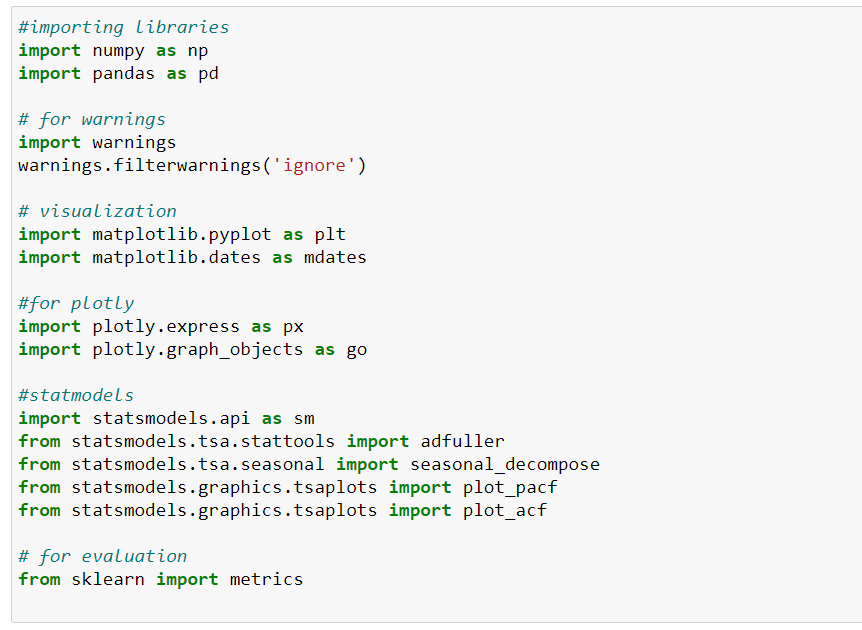 #importing libraries
import numpy as np
import pandas as pd
# for warnings
import warnings
warnings.filterwarnings('ignore')
# visualization
import matplotlib.pyplot as plt
import matplotlib.dates as mdates
#for plotly
import plotly.express as px
import plotly.graph_objects as go
#statmodels
import statsmodels.api as sm
from statsmodels.tsa.stattools import adfuller
from statsmodels.tsa.seasonal import seasonal_decompose
from statsmodels.graphics.tsaplots import plot_pacf
from statsmodels.graphics.tsaplots import plot_acf
# for evaluation
from sklearn import metrics